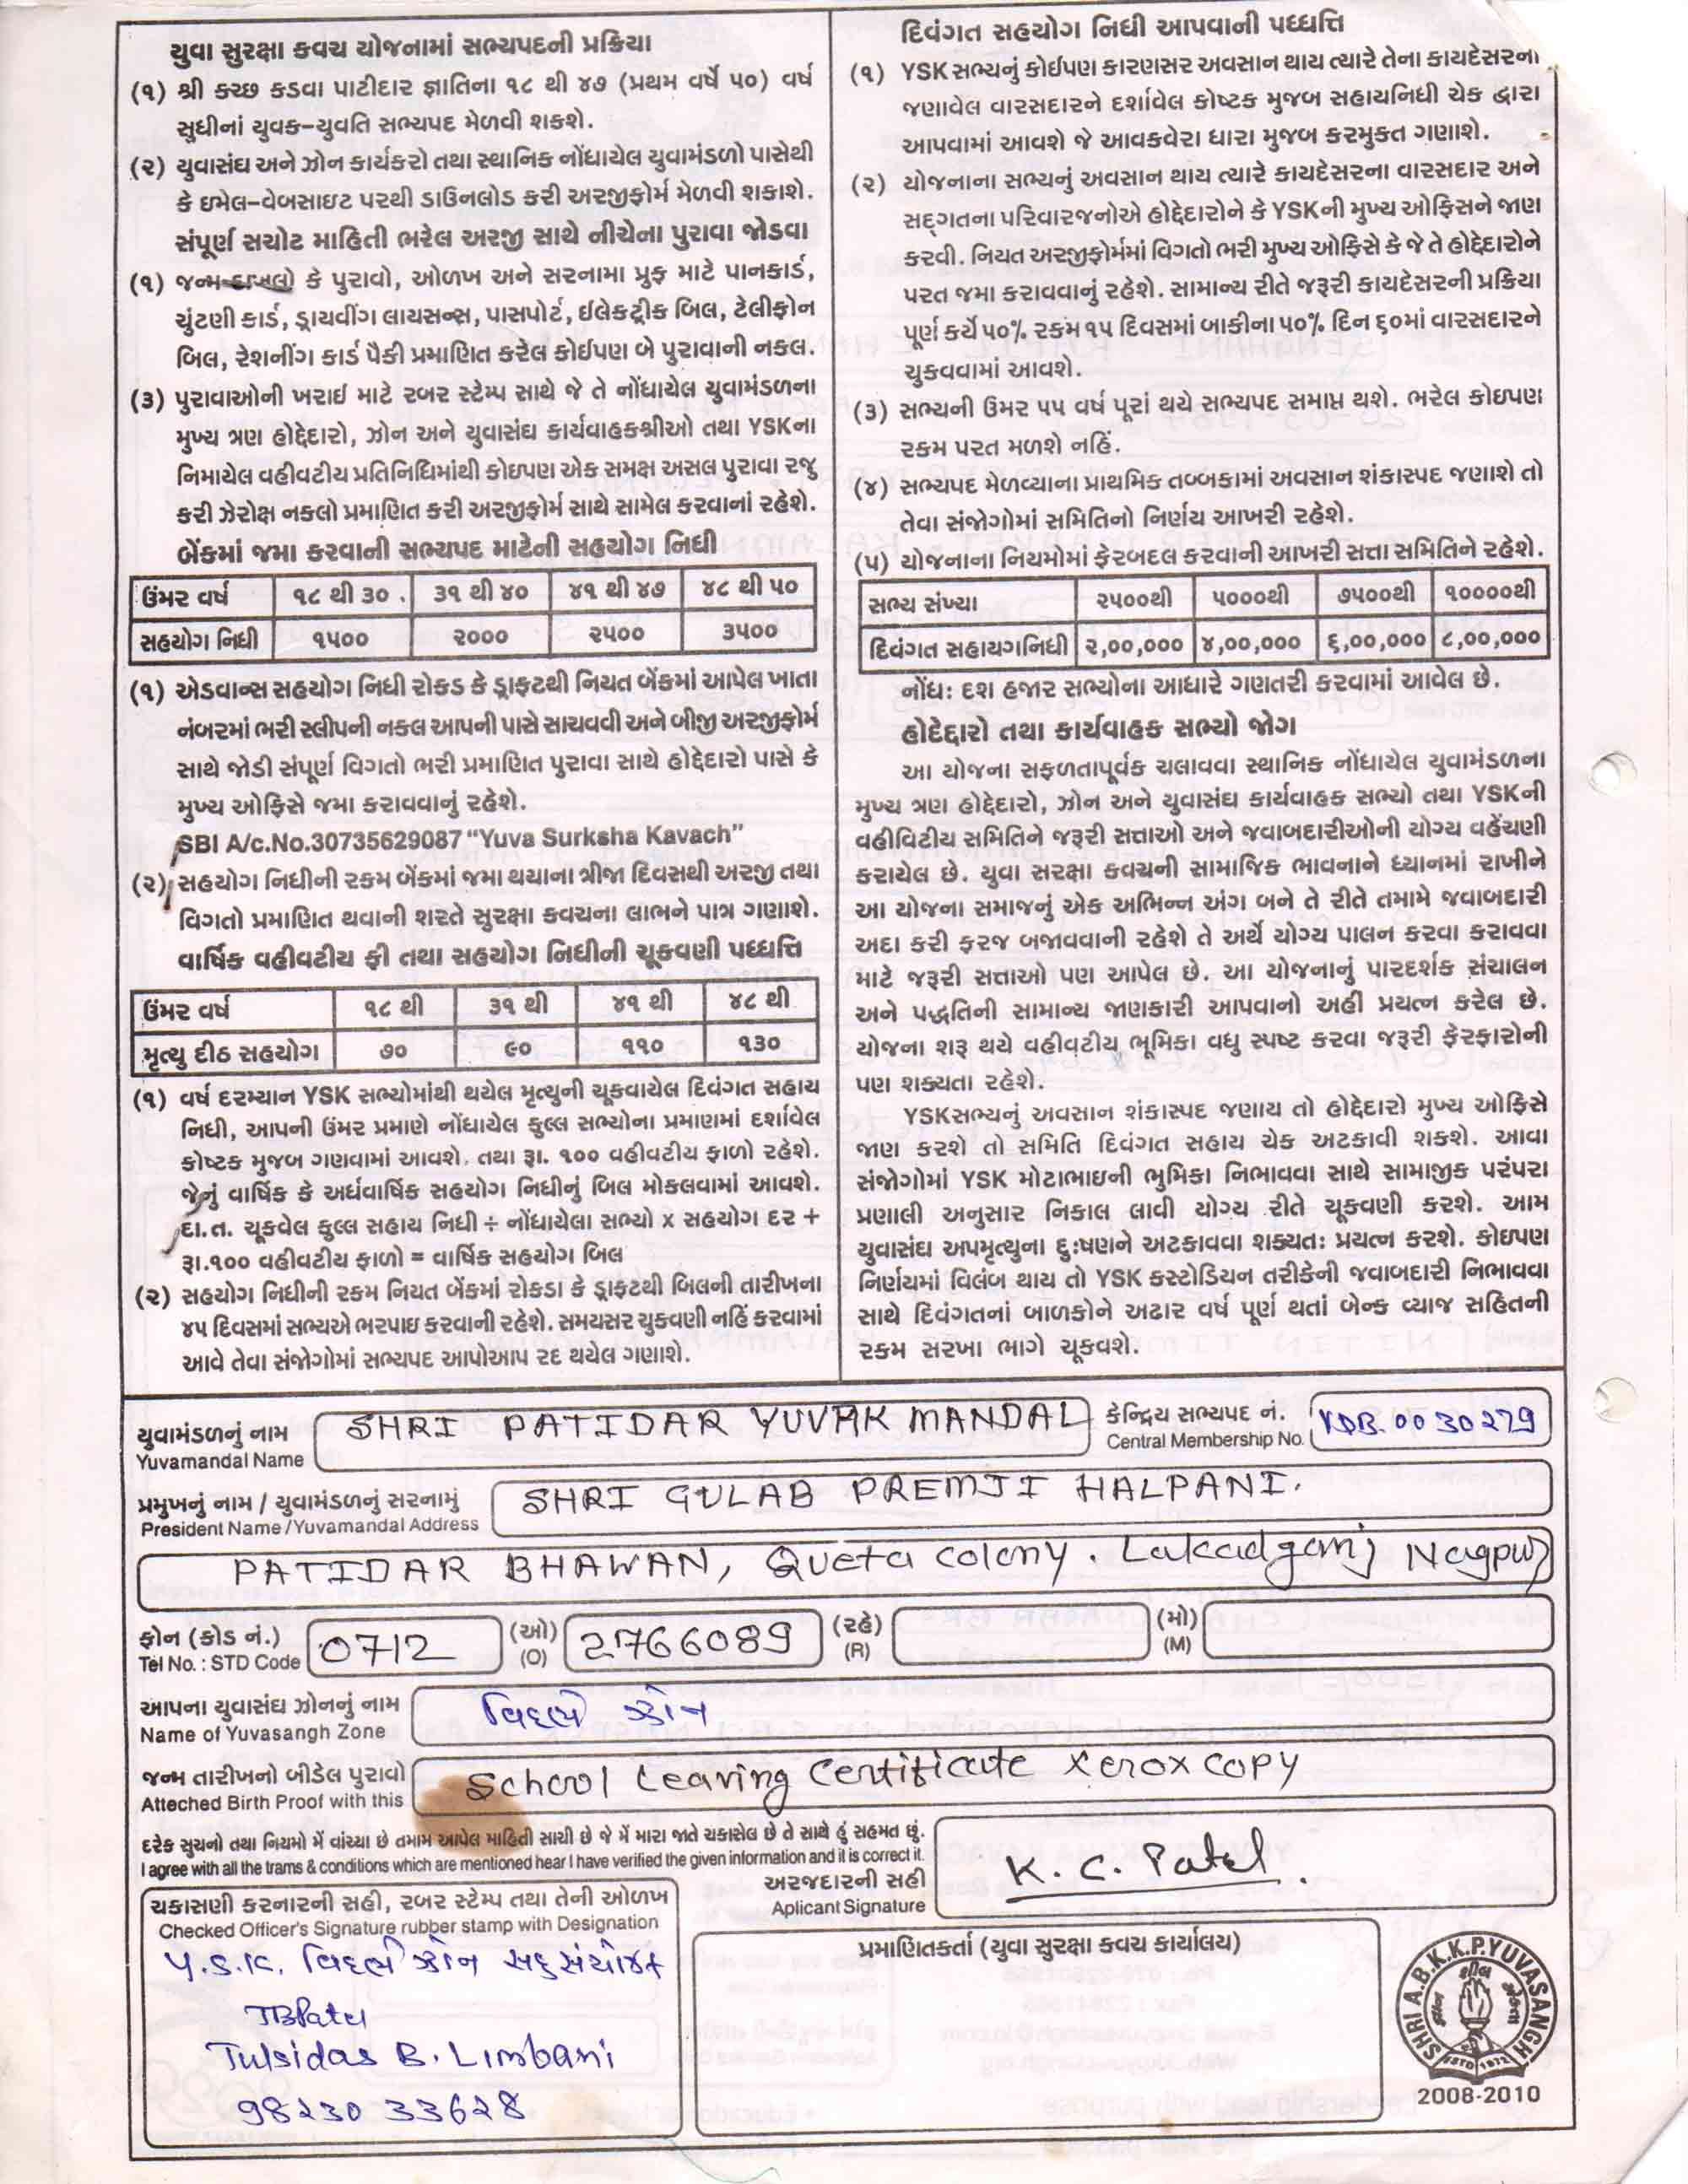 યુવા સુરક્ષા કવચ યોજનામાં સભ્યપદની પ્રક્રિયા
(૧) શ્રી કચ્છ કડવા પાટીદાર જ્ઞાતિના ૧૮ થી ૪૭ (પ્રથમ વર્ષે ૫૦) વર્ષ
સુધીનાં યુવક–યુવતિ સભ્યપદ મેળવી શકશે.
(૨) યુવાસંઘ અને ઝોન કાર્યકરો તથા સ્થાનિક નોંધાયેલ યુવામંડળો પાસેથી
કે ઇમેલ–વેબસાઇટ પરથી ડાઉનલોડ કરી અરજીફોર્મ મેળવી શકાશે.
સંપૂર્ણ સચોટ માહિતી ભરેલ અરજી સાથે નીચેના પુરાવા જોડવા
(૧) જન્મ દાખલો કે પુરાવો, ઓળખ અને સરનામા પ્રુફ માટે પાનકાર્ડ,
ચુંટણી કાર્ડ, ડ્રાયવીંગ લાયસન્સ, પાસપોર્ટ, ઈલેક્ટ્રીક બિલ, ટેલીફોન
બિલ, રેશનીંગ કાર્ડ પૈકી પ્રમાણિત કરેલ કોઈપણ બે પુરાવાની નકલ.
(૩) પુરાવાઓની ખરાઇ માટે રબર સ્ટેમ્પ સાથે જે તે નોંધાયેલ યુવામંડળના
મુખ્ય ત્રણ હોદ્દેદારો, ઝોન અને યુવાસંઘ કાર્યવાહકશ્રીઓ તથા YSKના
નિમાયેલ વહીવટીય પ્રતિનિધિમાંથી કોઇપણ એક સમક્ષ અસલ પુરાવા રજુ
કરી ઝેરોક્ષ નકલો પ્રમાણિત કરી અરજીફોર્મ સાથે સામેલ કરવાનાં રહેશે.
બેંકમાં જમા કરવાની સભ્યપદ માટેની સહયોગ નિધી
ઉંમર વર્ષ ૧૮ થી ૩૦ ૩૧ થી ૪૦ ૪૧ થી ૪૭ ૪૮ થી ૫૦
સહયોગ નિધી ૧૫૦૦ ૨૦૦૦ ૨૫૦૦ ૩૫૦૦
(૧) એડવાન્સ સહયોગ નિધી રોકડ કે ડ્રાફ્ટથી નિયત બેંકમાં આપેલ ખાતા
નંબરમાં ભરી સ્લીપની નકલ આપની પાસે સાચવવી અને બીજી અરજીફોર્મ
સાથે જોડી સંપૂર્ણ વિગતો ભરી પ્રમાણિત પુરાવા સાથે હોદ્દેદારો પાસે કે
મુખ્ય ઓફિસે જમા કરાવવાનું રહેશે.
SBI A/c.No.30735629087 "Yuva Surksha Kavach"
(૨) સહયોગ નિધીની રકમ બેંકમાં જમા થયાના ત્રીજા દિવસથી અરજી તથા
વિગતો પ્રમાણિત થવાની શરતે સુરક્ષા કવચના લાભને પાત્ર ગણાશે.
વાર્ષિક વહીવટીય ફી તથા સહયોગ નિધીની ચૂકવણી પધ્ધત્તિ
ઉંમર વર્ષ ૧૮ થી ૩૧ થી ૪૧ થી ૪૮ થી
મૃત્યુ દીઠ સહયોગ ૭૦ ૯૦ ૧૧૦ ૧૩૦
(૧) વર્ષ દરમ્યાન YSK સભ્યોમાંથી થયેલ મૃત્યુની ચૂકવાયેલ દિવંગત સહાય
નિધી, આપની ઉંમર પ્રમાણે નોંધાયેલ કુલ્લ સભ્યોના પ્રમાણમાં દર્શાવેલ
કોષ્ટક મુજબ ગણવામાં આવશે. તથા રૂા. ૧૦૦ વહીવટીય ફાળો રહેશે.
જેનું વાર્ષિક કે અર્ધવાર્ષિક સહયોગ નિધીનું બિલ મોકલવામાં આવશે.
દા.ત. ચૂકવેલ કુલ્લ સહાય નિધી ÷ નોંધાયેલા સભ્યો x સહયોગ દર +
રૂા.૧૦૦ વહીવટીય ફાળો = વાર્ષિક સહયોગ બિલ
(૨) સહયોગ નિધીની રકમ નિયત બેંકમાં રોકડા કે ડ્રાફ્ટથી બિલની તારીખના
૪૫ દિવસમાં સભ્યએ ભરપાઇ કરવાની રહેશે. સમયસર ચુકવણી નહિં કરવામાં
આવે તેવા સંજોગોમાં સભ્યપદ આપોઆપ રદ થયેલ ગણાશે.
દિવંગત સહયોગ નિધી આપવાની પધ્ધત્તિ
(૧) YSK સભ્યનું કોઈપણ કારણસર અવસાન થાય ત્યારે તેના કાયદેસરના
જણાવેલ વારસદારને દર્શાવેલ કોષ્ટક મુજબ સહાયનિધી ચેક દ્વારા
આપવામાં આવશે જે આવકવેરા ધારા મુજબ કરમુક્ત ગણાશે.
(૨) યોજનાના સભ્યનું અવસાન થાય ત્યારે કાયદેસરના વારસદાર અને
સદ્ગતના પરિવારજનોએ હોદ્દેદારોને કે YSKની મુખ્ય ઓફિસને જાણ
કરવી. નિયત અરજીફોર્મમાં વિગતો ભરી મુખ્ય ઓફિસે કે જે તે હોદ્દેદારોને
પરત જમા કરાવવાનું રહેશે. સામાન્ય રીતે જરૂરી કાયદેસરની પ્રક્રિયા
પૂર્ણ કર્યે ૫૦% રકમ ૧૫ દિવસમાં બાકીના ૫૦% દિન ૬૦માં વારસદારને
ચુકવવામાં આવશે.
(૩) સભ્યની ઉમર ૫૫ વર્ષ પૂરાં થયે સભ્યપદ સમાપ્ત થશે. ભરેલ કોઇપણ
રકમ પરત મળશે નહિં.
(૪) સભ્યપદ મેળવ્યાના પ્રાથમિક તબ્બકામાં અવસાન શંકાસ્પદ જણાશે તો
તેવા સંજોગોમાં સમિતિનો નિર્ણય આખરી રહેશે.
(૫) યોજનાના નિયમોમાં ફેરબદલ કરવાની આખરી સત્તા સમિતિને રહેશે.
સભ્ય સંખ્યા ૨૫૦૦થી ૫૦૦૦થી ૭૫૦૦થી ૧૦૦૦૦થી
દિવંગત સહાયગનિધી ૨,૦૦,૦૦૦ ૪,૦૦,૦૦૦ ૬,૦૦,૦૦૦ ૮,૦૦,૦૦૦
નોંધ: દશ હજાર સભ્યોના આધારે ગણતરી કરવામાં આવેલ છે.
હોદેદ્દારો તથા કાર્યવાહક સભ્યો જોગ
આ યોજના સફળતાપૂર્વક ચલાવવા સ્થાનિક નોંધાયેલ યુવામંડળના
મુખ્ય ત્રણ હોદ્દેદારો, ઝોન અને યુવાસંઘ કાર્યવાહક સભ્યો તથા YSKની
વહીવિટીય સમિતિને જરૂરી સત્તાઓ અને જવાબદારીઓની યોગ્ય વહેંચણી
કરાયેલ છે. યુવા સરક્ષા કવચની સામાજિક ભાવનાને ધ્યાનમાં રાખીને
આ યોજના સમાજનું એક અભિન્ન અંગ બને તે રીતે તમામે જવાબદારી
અદા કરી ફરજ બજાવવાની રહેશે તે અર્થે યોગ્ય પાલન કરવા કરાવવા
માટે જરૂરી સત્તાઓ પણ આપેલ છે. આ યોજનાનું પારદર્શક સંચાલન
અને પદ્ધતિની સામાન્ય જાણકારી આપવાનો અહીં પ્રયત્ન કરેલ છે.
યોજના શરૂ થયે વહીવટીય ભૂમિકા વધુ સ્પષ્ટ કરવા જરૂરી ફેરફારોની
પણ શક્યતા રહેશે.
YSKસભ્યનું અવસાન શંકાસ્પદ જણાય તો હોદ્દેદારો મુખ્ય ઓફિસે
જાણ કરશે તો સમિતિ દિવંગત સહાય ચેક અટકાવી શકશે. આવા
સંજોગોમાં YSK મોટાભાઇની ભુમિકા નિભાવવા સાથે સામાજીક પરંપરા
પ્રણાલી અનુસાર નિકાલ લાવી યોગ્ય રીતે ચૂકવણી કરશે. આમ
યુવાસંઘ અપમૃત્યુના દુ:ષણને અટકાવવા શક્યત: પ્રયત્ન કરશે. કોઇપણ
નિર્ણયમાં વિલંબ થાય તો YSK કસ્ટોડિયન તરીકેની જવાબદારી નિભાવવા
સાથે દિવંગતનાં બાળકોને અઢાર વર્ષ પૂર્ણ થતાં બેન્ક વ્યાજ સહિતની
રકમ સરખા ભાગે ચૂકવશે.
યુવામંડળનું નામ SHRI PATIDAR YUVAK MANDAL કેન્દ્રિય સભ્યપદ નં. VDB.0030279
Yuvamandal Name Central Membership No.
પ્રમુખનું નામ / યુવામંડળનું સરનામું SHRI GULAB PREMJI HALPANI.
President Name/Yuvamandal Address
PATIDAR BHAWAN, Queta colony. Lakadganj Nagpur
ફોન (કોડ નં.) 0712 (ઓ) 2766089 (રહે) (મો)
Tel No. : STD Code (O) (R) (M)
આપના યુવાસંઘ ઝોનનું નામ વિદર્ભ ઝોન
Name of Yuvasangh Zone
જન્મ તારીખનો બીડેલ પુરાવો School Leaving Certificate Xerox copy
Atteched Birth Proof with this
દરેક સુચનો તથા નિયમો મેં વાંચ્યા છે તમામ આપેલ માહિતી સાચી છે જે મેં મારા જાતે ચકાસેલ છે તે સાથે હું સહમત છું.
I agree with all the trams & conditions which are mentioned hear I have verified the given information and it is correct it.
અરજદારની સહી K. C. Patel.
Aplicant Signature
ચકાસણી કરનારની સહી, રબર સ્ટેમ્પ તથા તેની ઓળખ
Checked Officer's Signature rubber stamp with Designation
Y.S.K. વિદર્ભ ઝોન સહસંયોજક
TBPatel
Tulsidas B. Limbani
98230 33628
પ્રમાણિતકર્તા (યુવા સુરક્ષા કવચ કાર્યાલય)
SHRI A.B.K.K.P.YUVASANGH
ESTD 1972
2008-2010